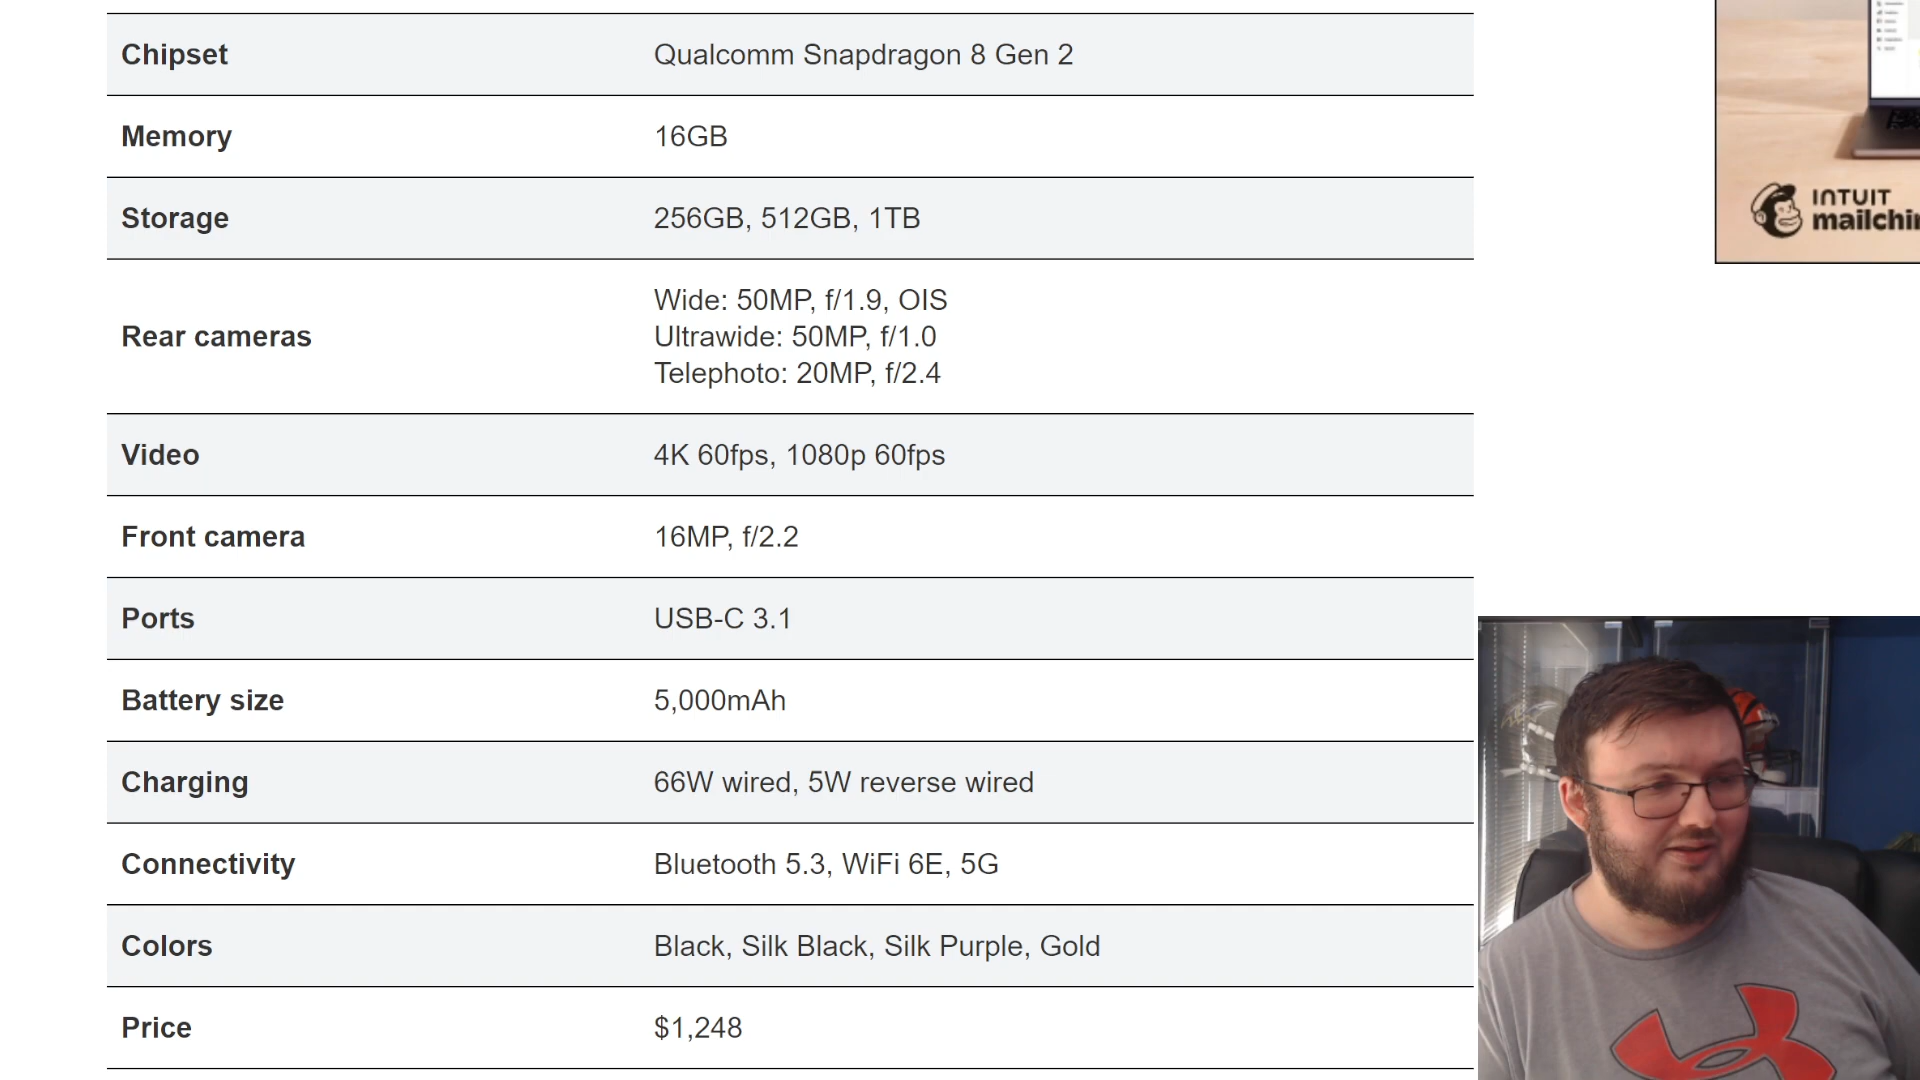 Chipset
Qualcomm Snapdragon 8 Gen 2
Memory
16GB
Storage
256GB, 512GB, 1TB
Rear cameras
Wide: 50MP, f/1.9, OIS
Ultrawide: 50MP, f/1.0
Telephoto: 20MP, f/2.4
Video
4K 60fps, 1080p 60fps
Front camera
16MP, f/2.2
Ports
USB-C 3.1
Battery size
5,000mAh
Charging
66W wired, 5W reverse wired
Connectivity
Bluetooth 5.3, WiFi 6E, 5G
Colors
Black, Silk Black, Silk Purple, Gold
Price
$1,248
INTUIT
mailchi